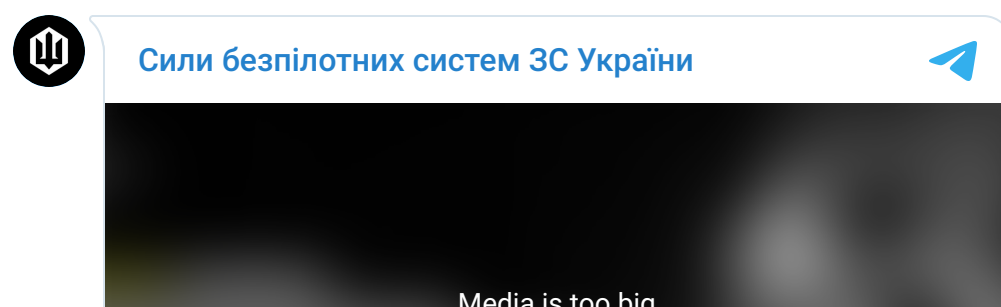 Сили безпілотних систем ЗС України
Media is too big